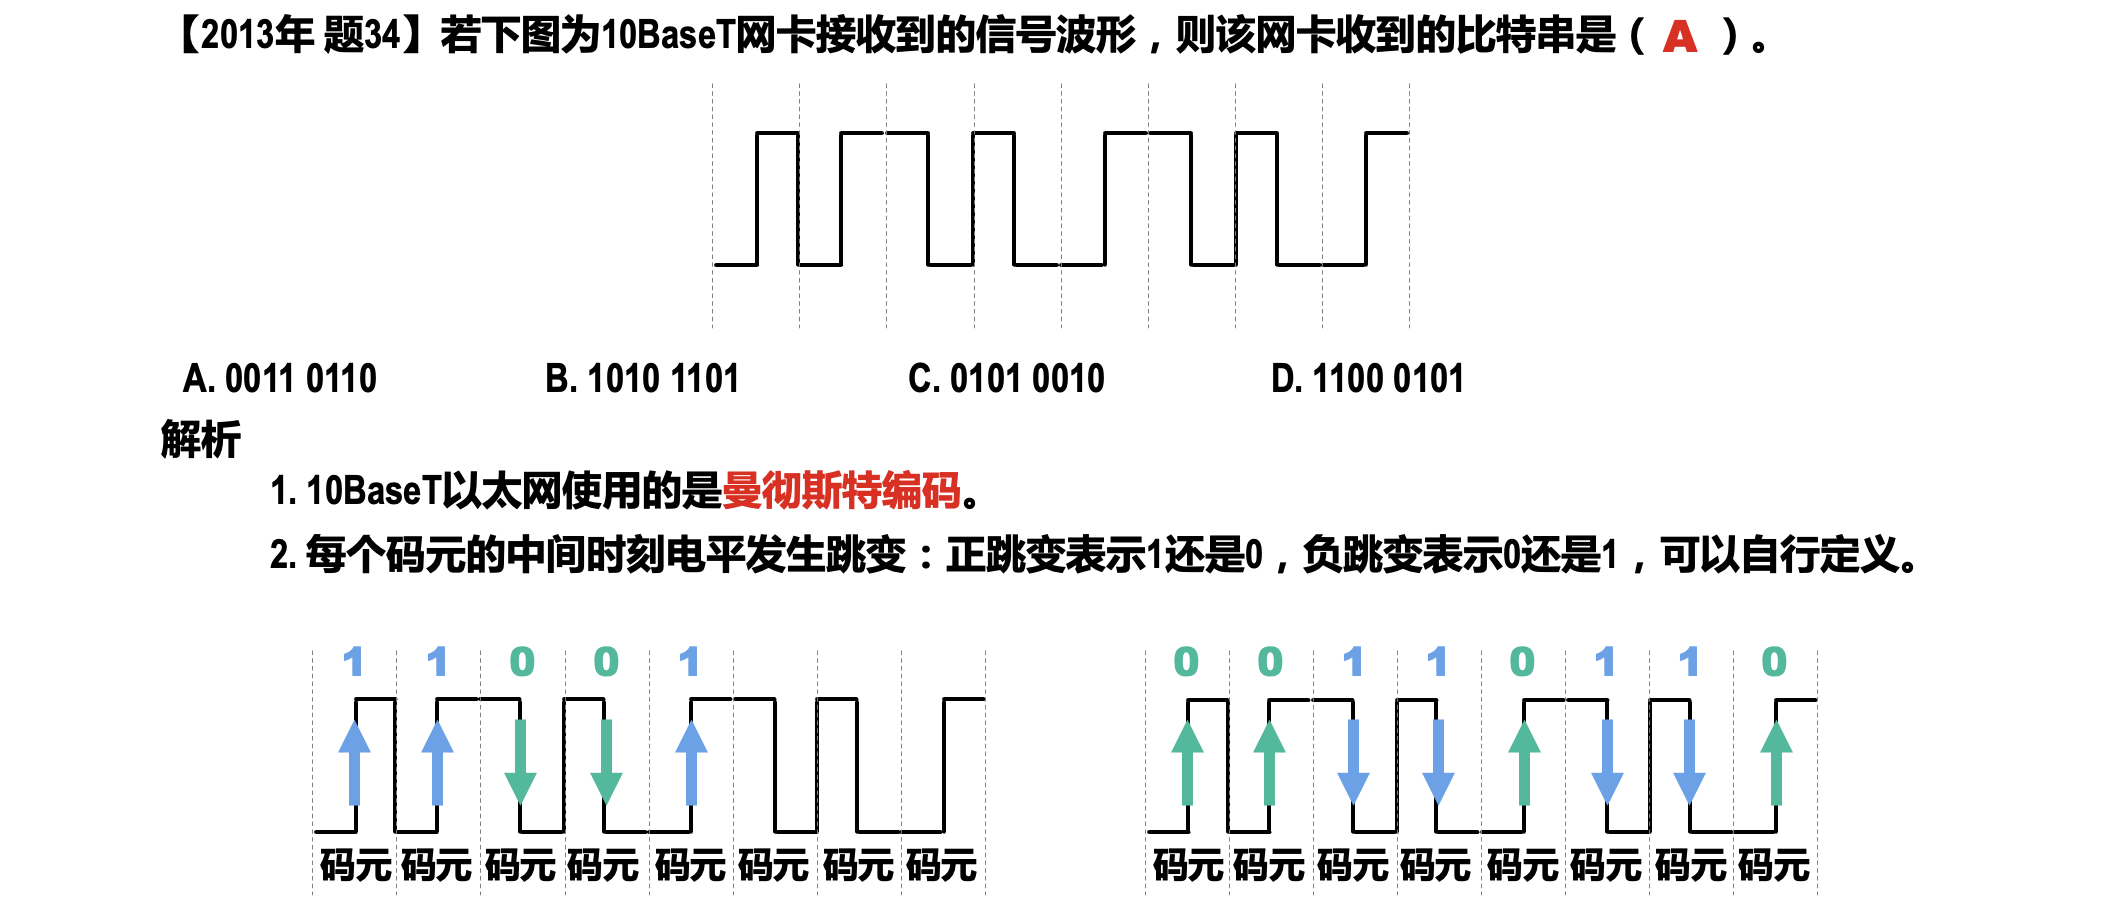 【2013年 题34】若下图为10BaseT网卡接收到的信号波形，则该网卡收到的比特串是（ A ）。
A. 0011 0110 B. 1010 1101 C. 0101 0010 D. 1100 0101
解析
1. 10BaseT以太网使用的是曼彻斯特编码。
2. 每个码元的中间时刻电平发生跳变：正跳变表示1还是0，负跳变表示0还是1，可以自行定义。
1 1 0 0 1
码元 码元 码元 码元 码元 码元 码元 码元
0 0 1 1 0 1 1 0
码元 码元 码元 码元 码元 码元 码元 码元